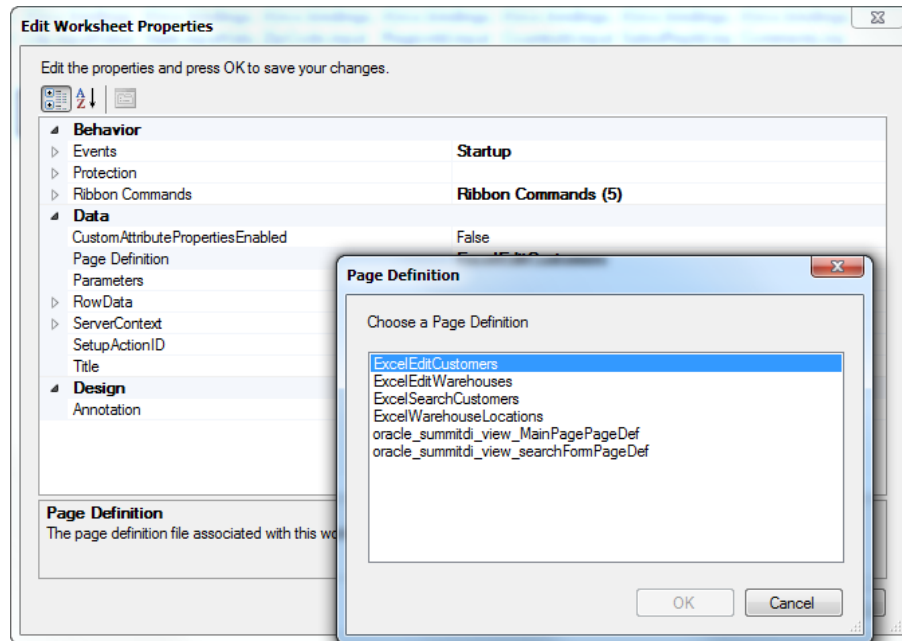 Edit Worksheet Properties
Edit the properties and press OK to save your changes.
Behavior
Events Startup
Protection
Ribbon Commands Ribbon Commands (5)
Data
CustomAttributePropertiesEnabled False
Page Definition
Parameters
RowData
ServerContext
SetupActionID
Title
Design
Annotation
Page Definition
The page definition file associated with this
Page Definition
Choose a Page Definition
ExcelEditCustomers
ExcelEditWarehouses
ExcelSearchCustomers
ExcelWarehouseLocations
oracle_summitdi_view_MainPagePageDef
oracle_summitdi_view_searchFormPageDef
OK Cancel